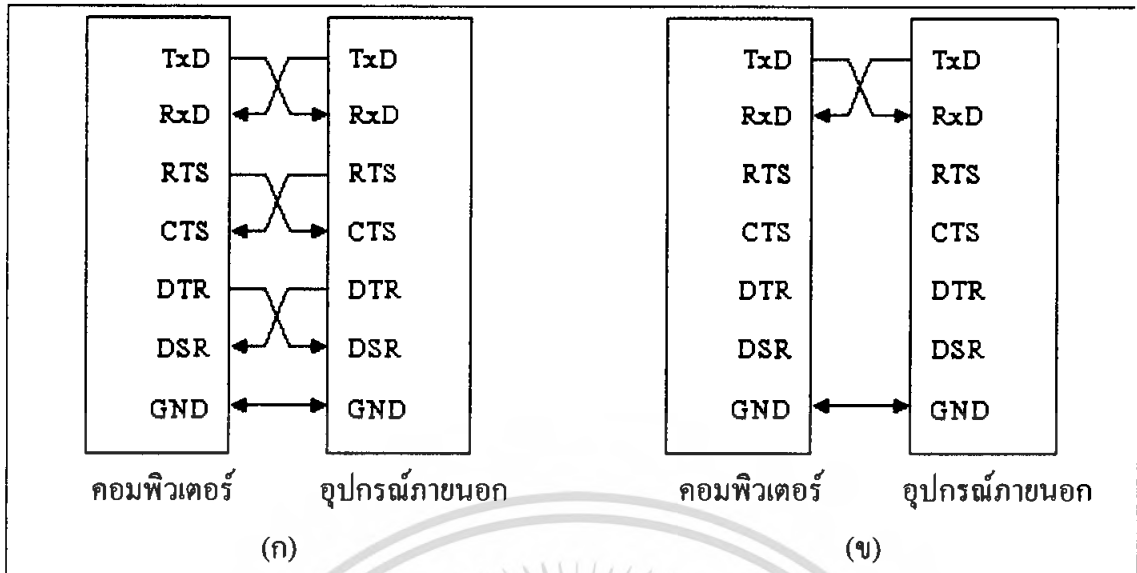 TxD TxD TxD TxD
RxD RxD RxD RxD
RTS RTS RTS RTS
CTS CTS CTS CTS
DTR DTR DTR DTR
DSR DSR DSR DSR
GND GND GND GND
คอมพิวเตอร์ อุปกรณ์ภายนอก คอมพิวเตอร์ อุปกรณ์ภายนอก
(ก) (ข)